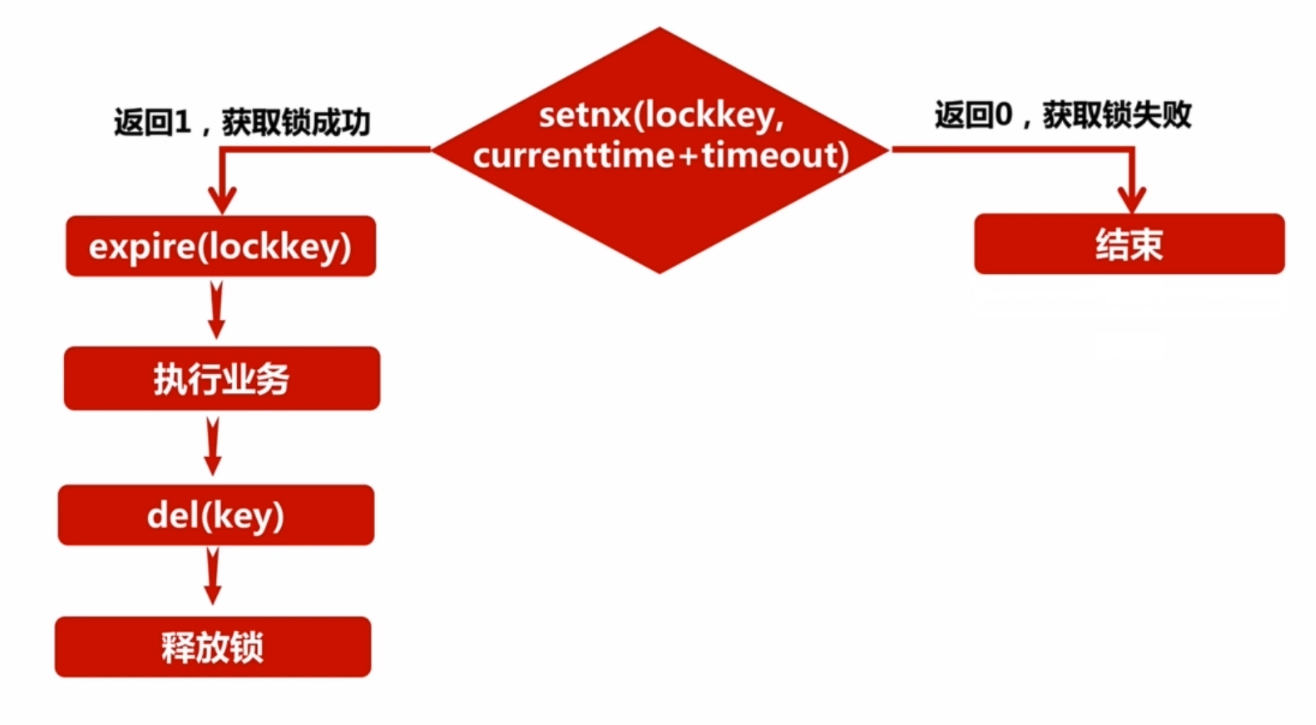 setnx(lockkey,
currenttime+timeout)
返回1，获取锁成功
返回0，获取锁失败
expire(lockkey)
结束
执行业务
del(key)
释放锁